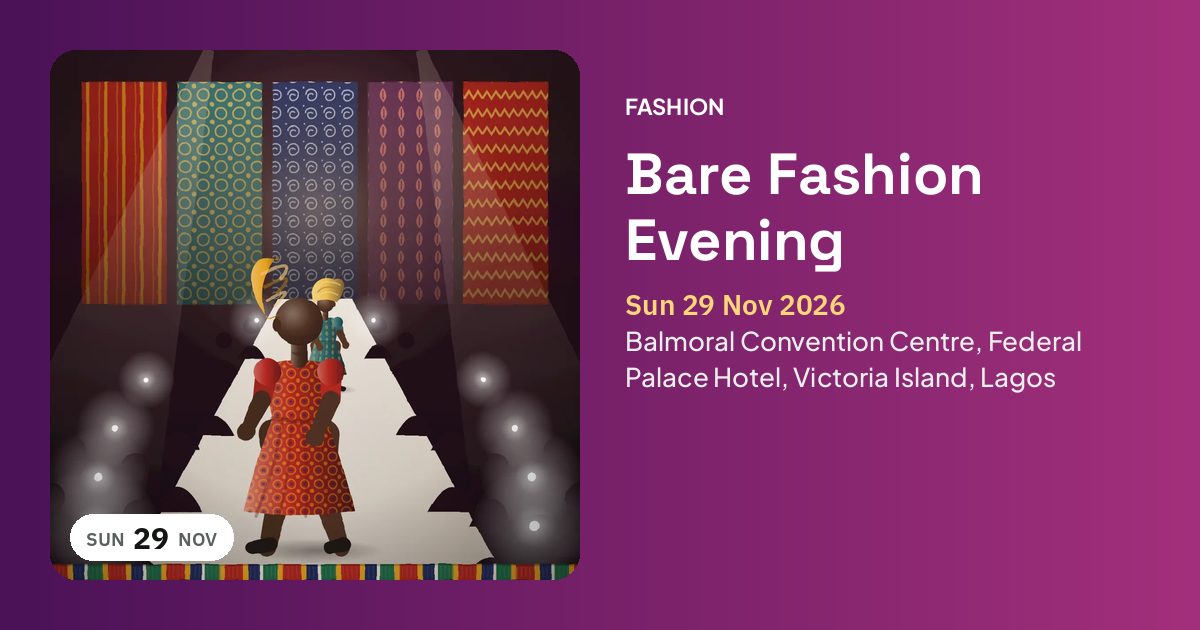 FASHION
Bare Fashion
Evening
Sun 29 Nov 2026
Balmoral Convention Centre, Federal
Palace Hotel, Victoria Island, Lagos
SUN 29 NOV